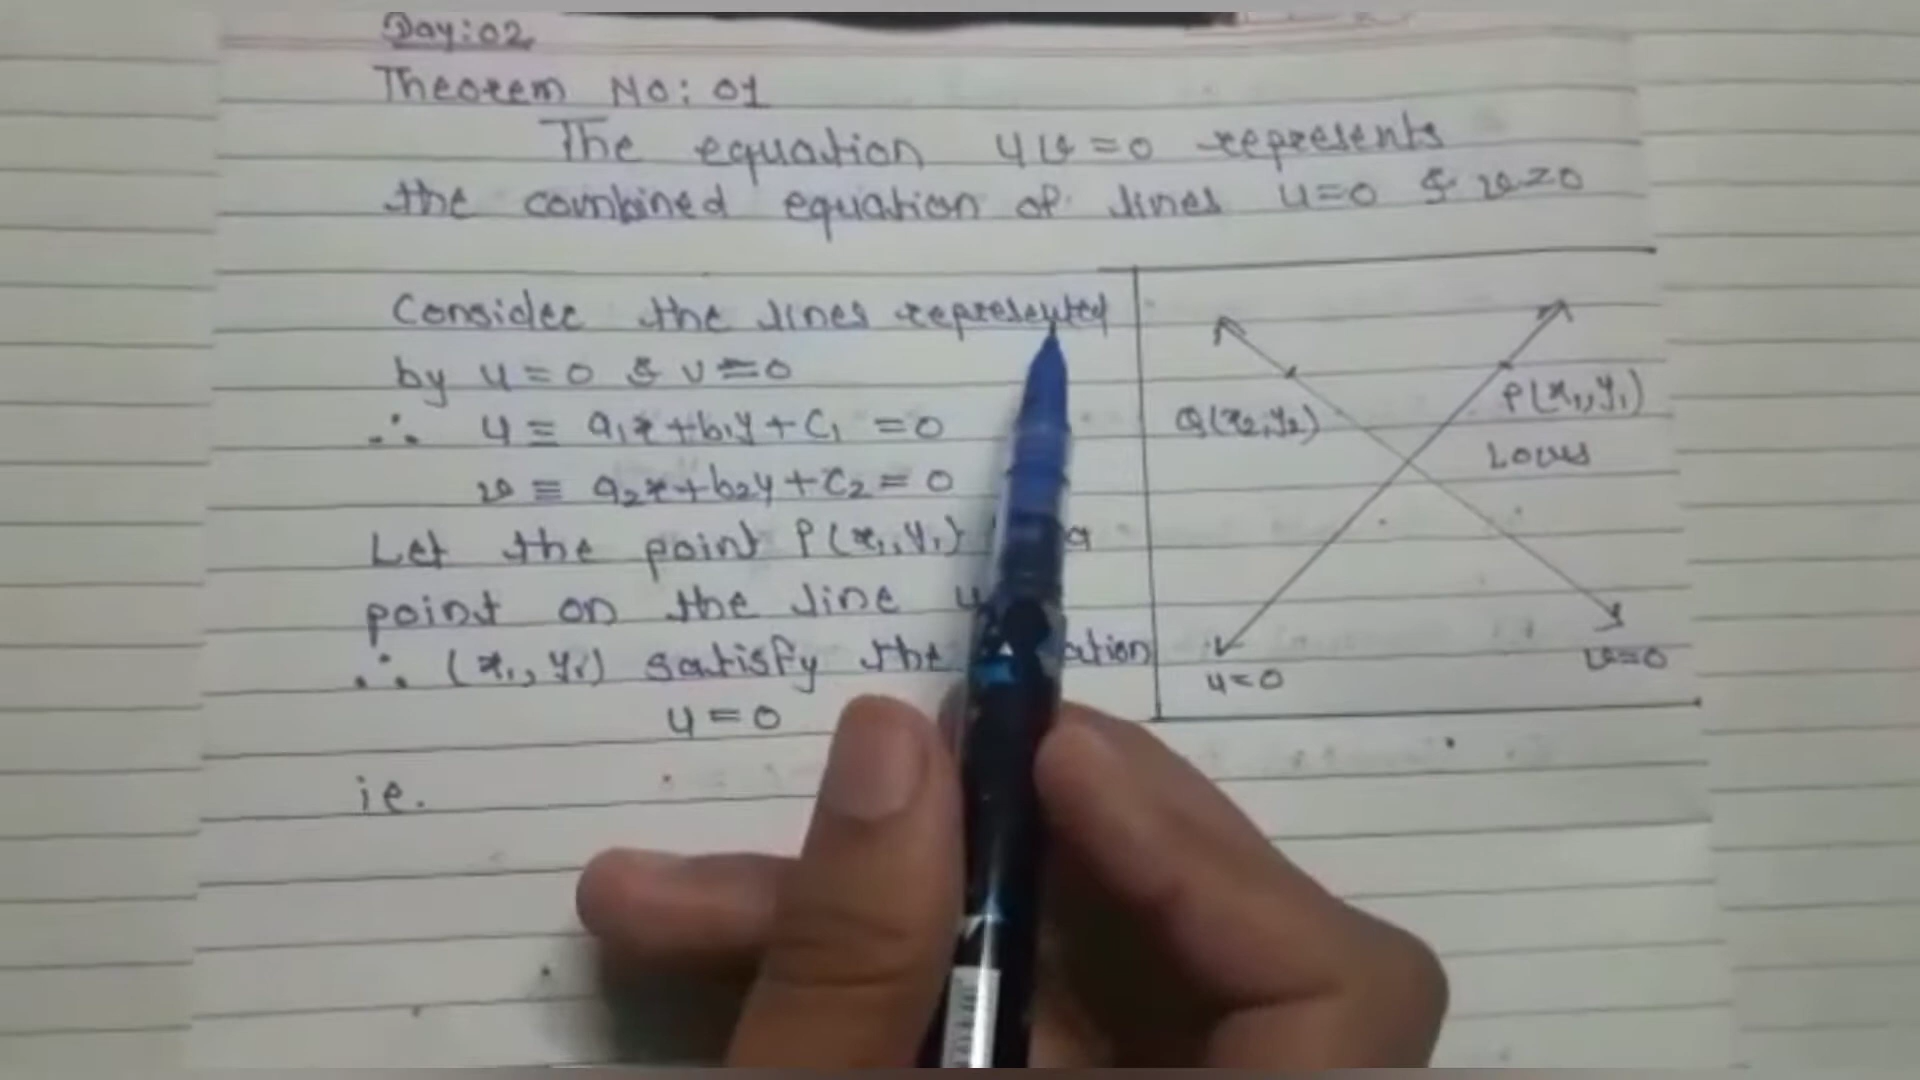 Day:02
Theorem No: 01
The equation uv=0 represents
the combined equation of lines u=0 & v=0
Consider the lines represented
by u=0 & v=0
∴ u ≡ a₁x+b₁y+c₁ =0
v ≡ a₂x+b₂y+c₂=0
Let the point P(x₁,y₁) a
point on the line u
∴ (x₁, y₁) satisfy the
u=0
ie.
Q(x₂,y₂)
P(x₁,y₁)
Locus
u=0
v=0